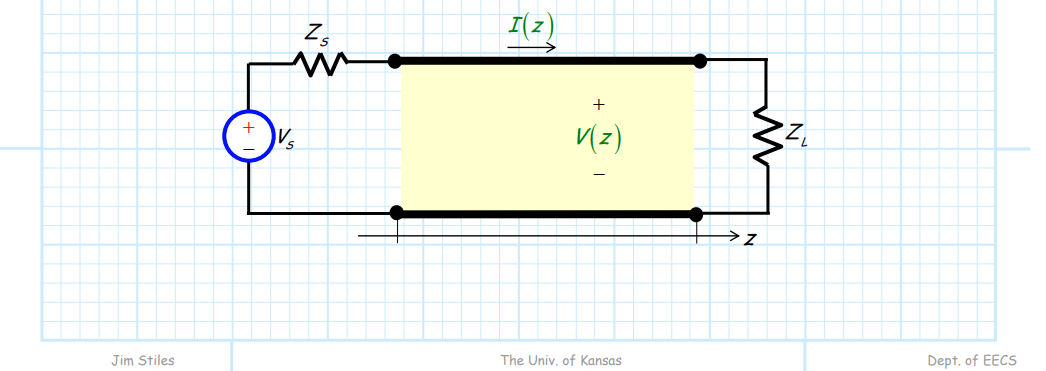 I(z)
Z_s
+
+
V(z)
V_s
Z_L
−
−
z
Jim Stiles The Univ. of Kansas Dept. of EECS